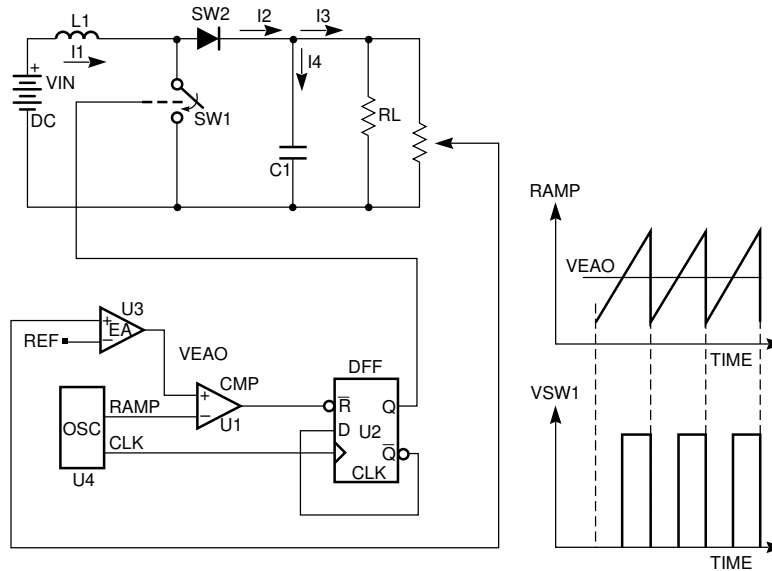 L1
SW2
I2
I3
I1
I4
+
VIN
DC
SW1
RL
C1
RAMP
VEAO
TIME
U3
+
EA
−
REF
VEAO
CMP
DFF
+
−
U1
R
Q
OSC
RAMP
D
U2
CLK
Q
CLK
U4
VSW1
TIME